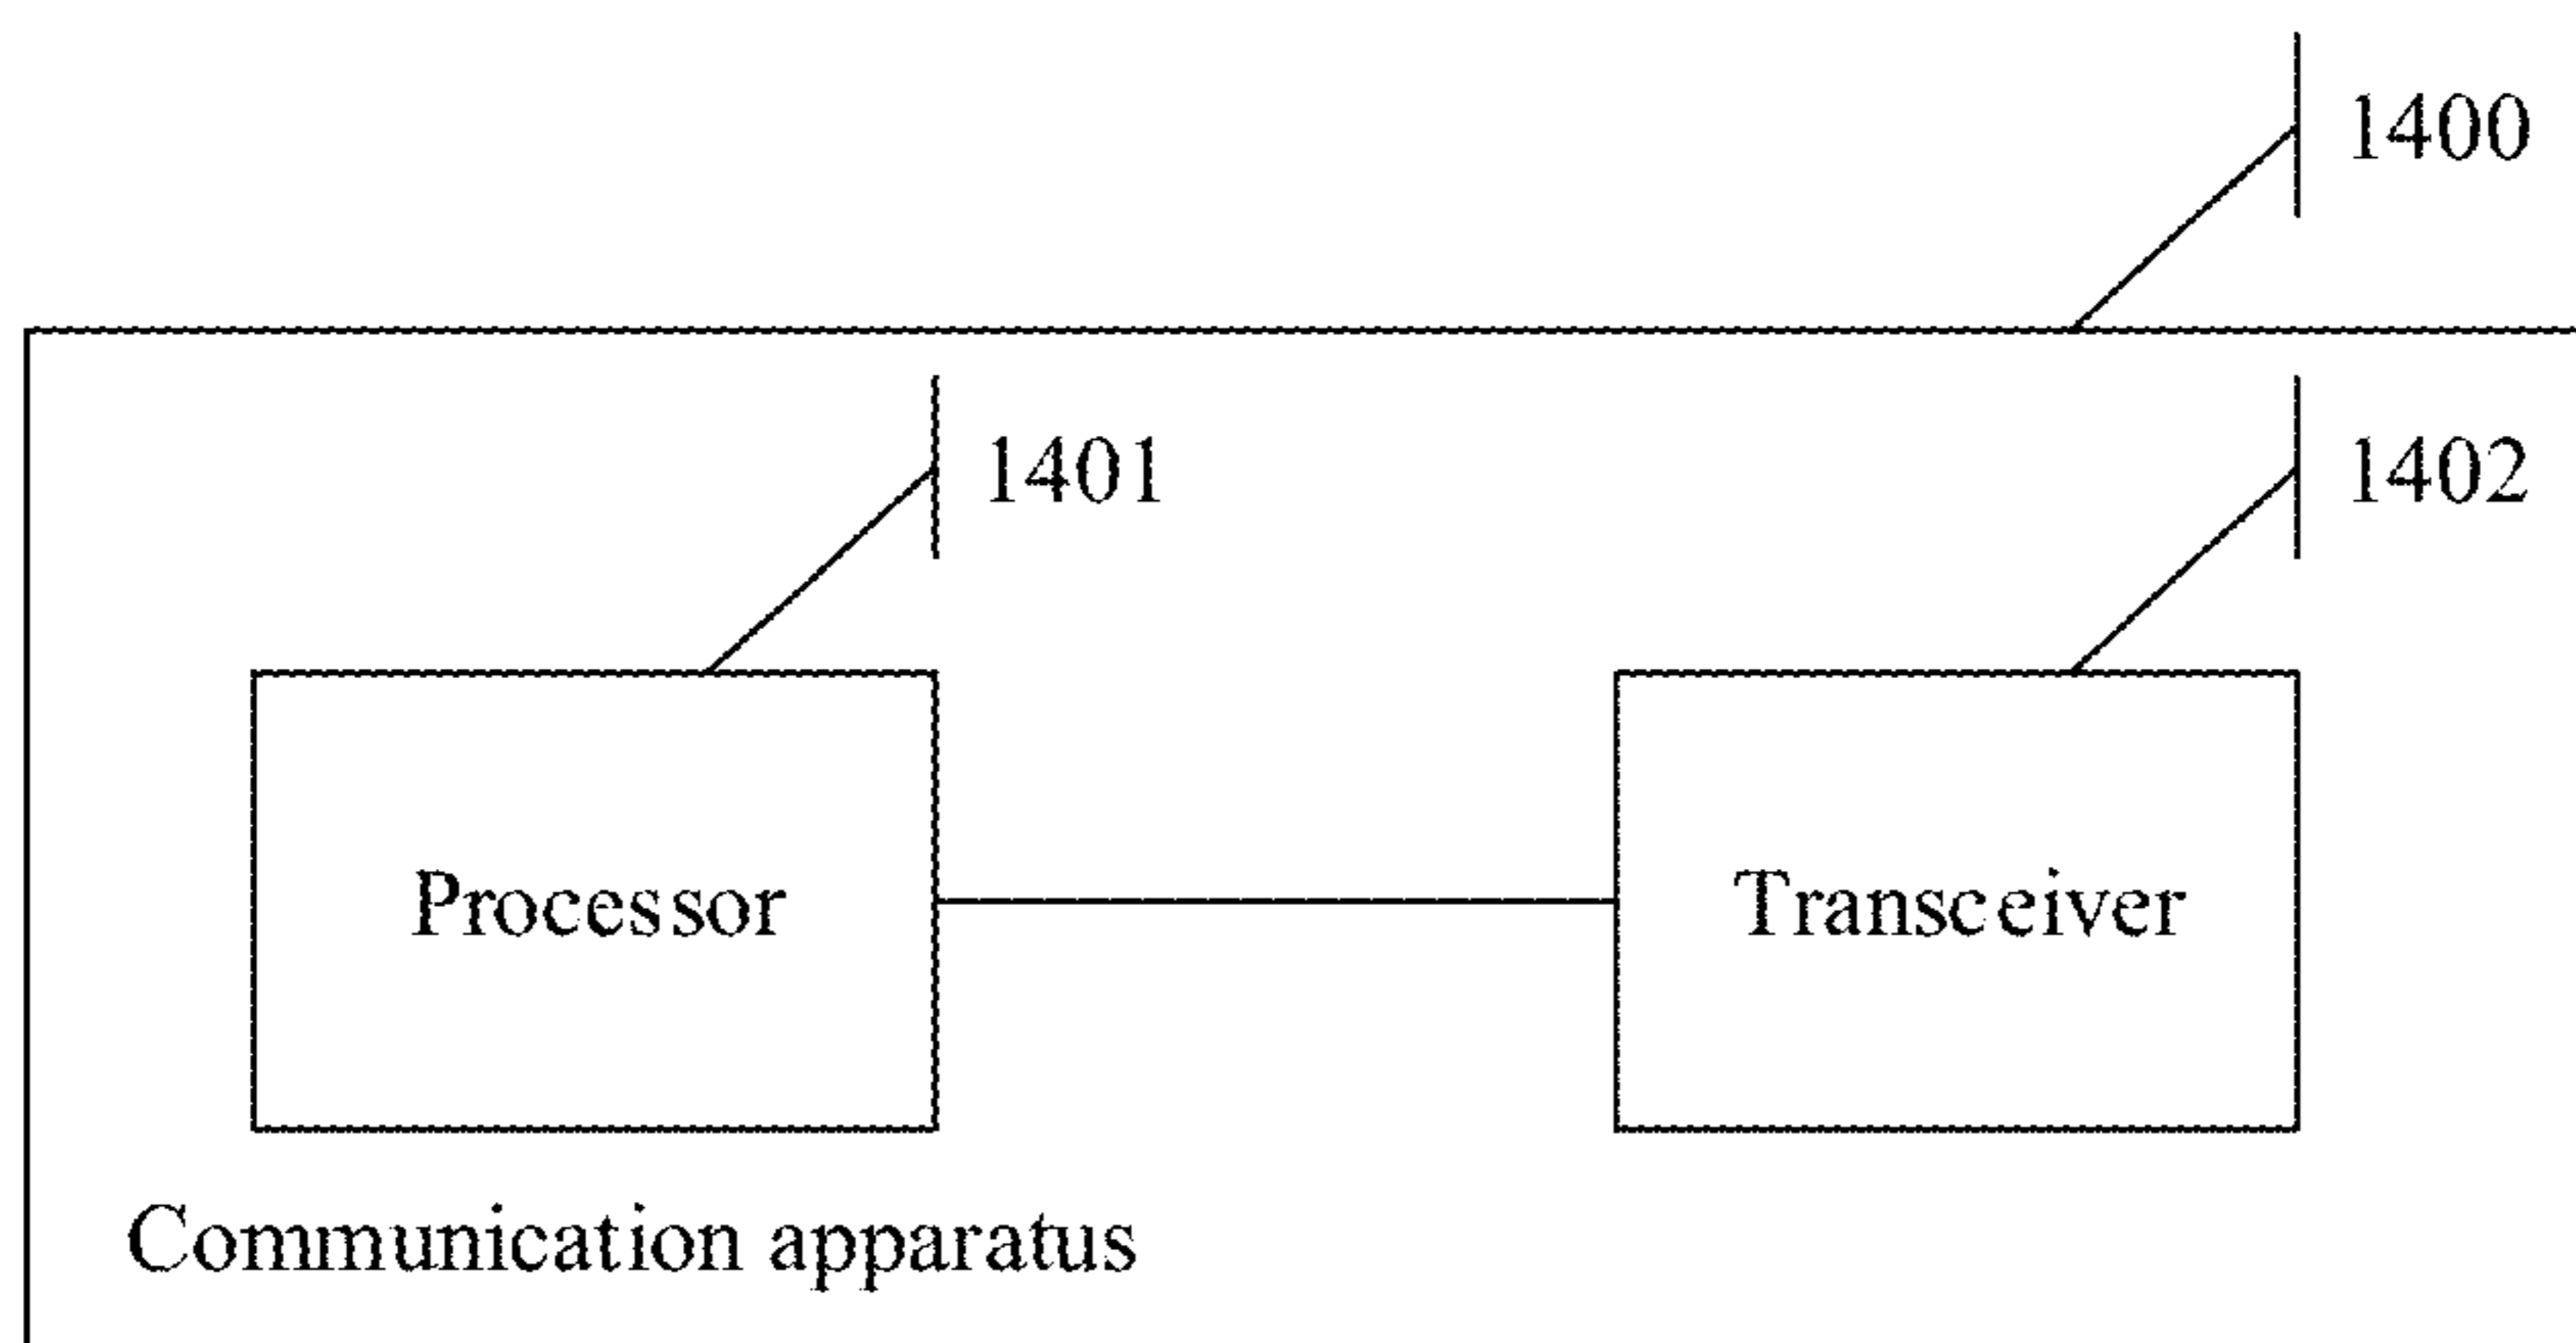 1400
1401
1402
Processor
Transceiver
Communication apparatus